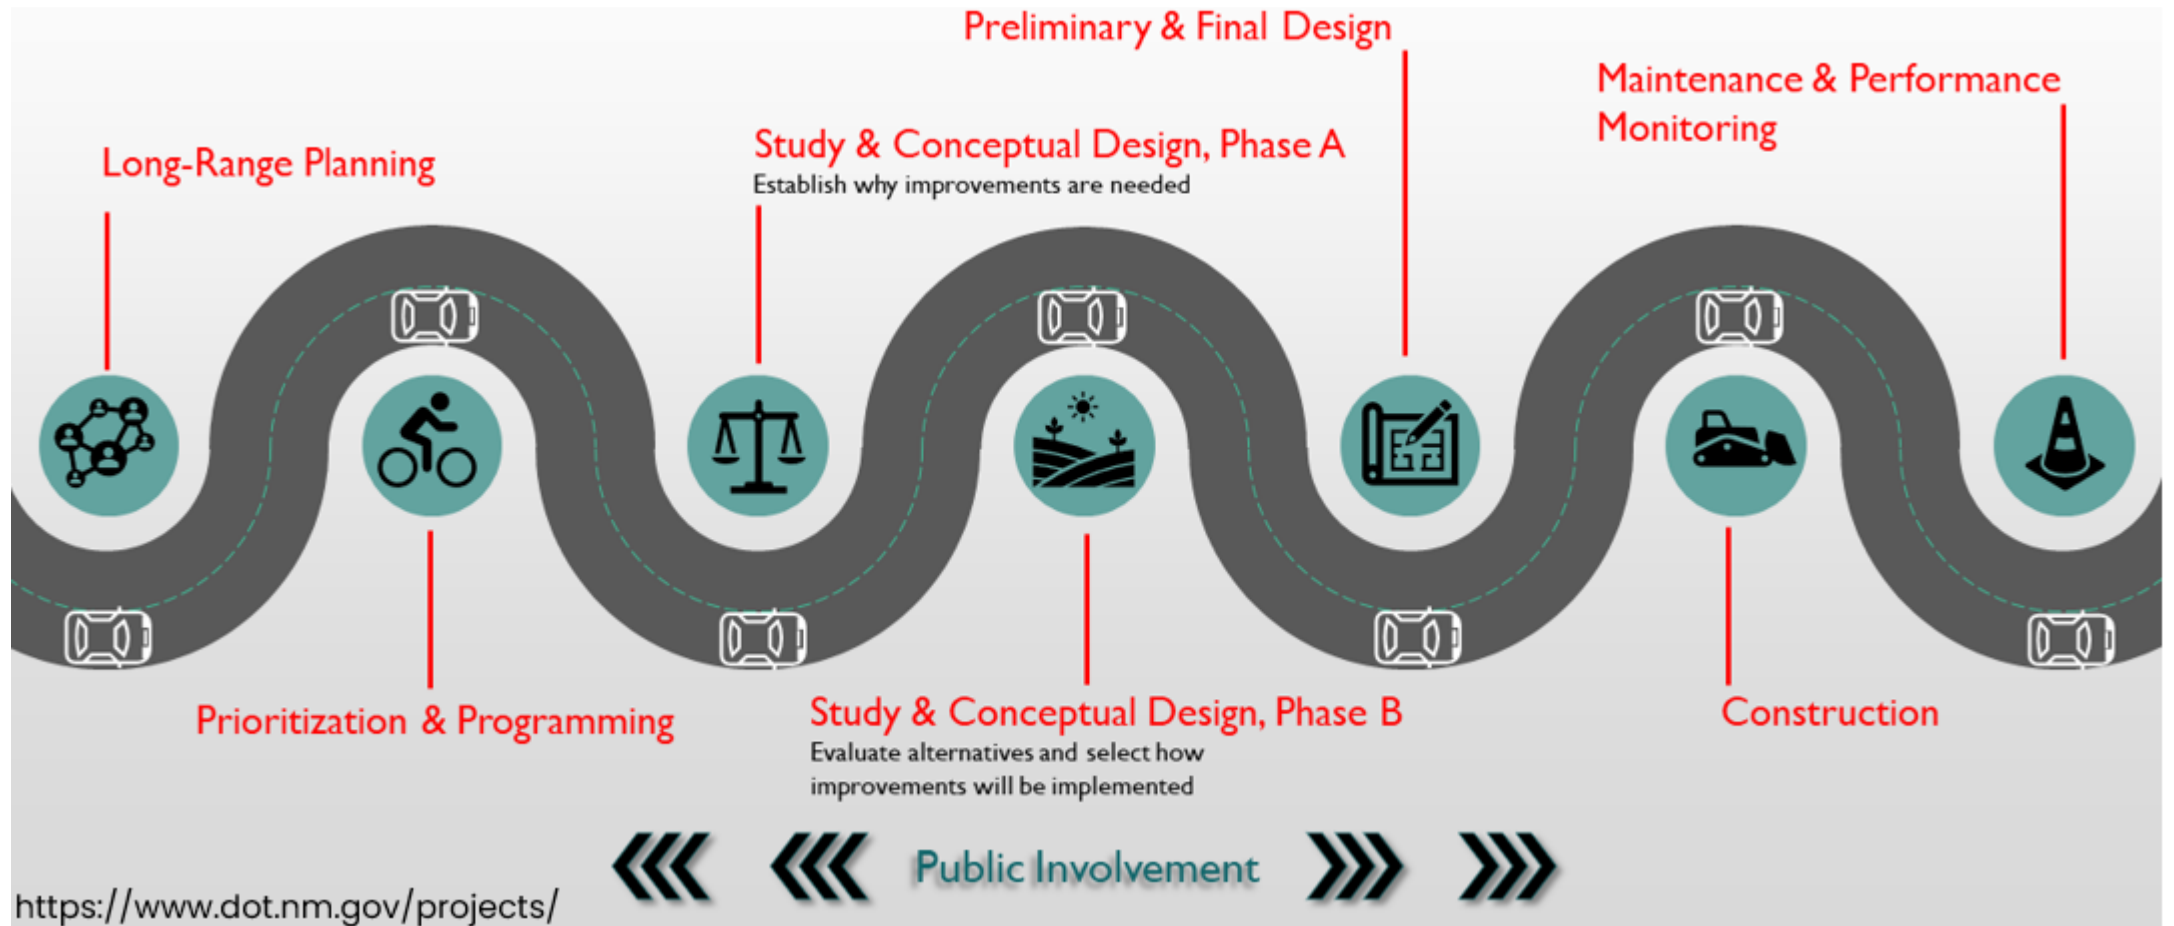 Preliminary & Final Design
Maintenance & Performance
Monitoring
Study & Conceptual Design, Phase A
Establish why improvements are needed
Long-Range Planning
Prioritization & Programming
Study & Conceptual Design, Phase B
Evaluate alternatives and select how
improvements will be implemented
Construction
Public Involvement
https://www.dot.nm.gov/projects/